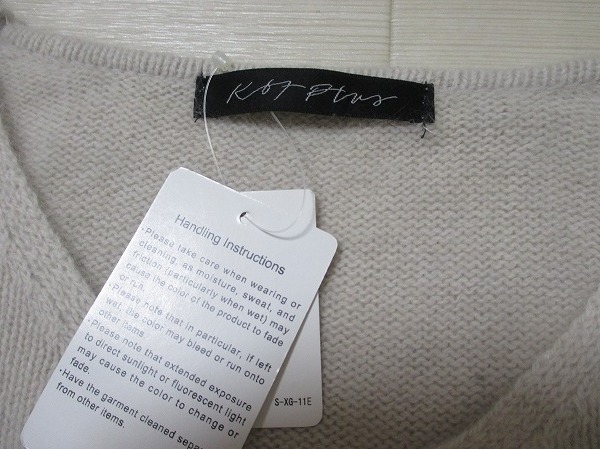 Kbf Plus
Handling Instructions
·Please take care when wearing or
cleaning, as moisture, sweat, and
friction (particularly when wet) may
cause the color of the product to fade
or run.
·Please note that in particular, if left
wet, the color may bleed or run onto
other items.
·Please note that extended exposure
to direct sunlight or fluorescent light
may cause the color to change or
fade.
·Have the garment cleaned
from other items.
S-XG-11E